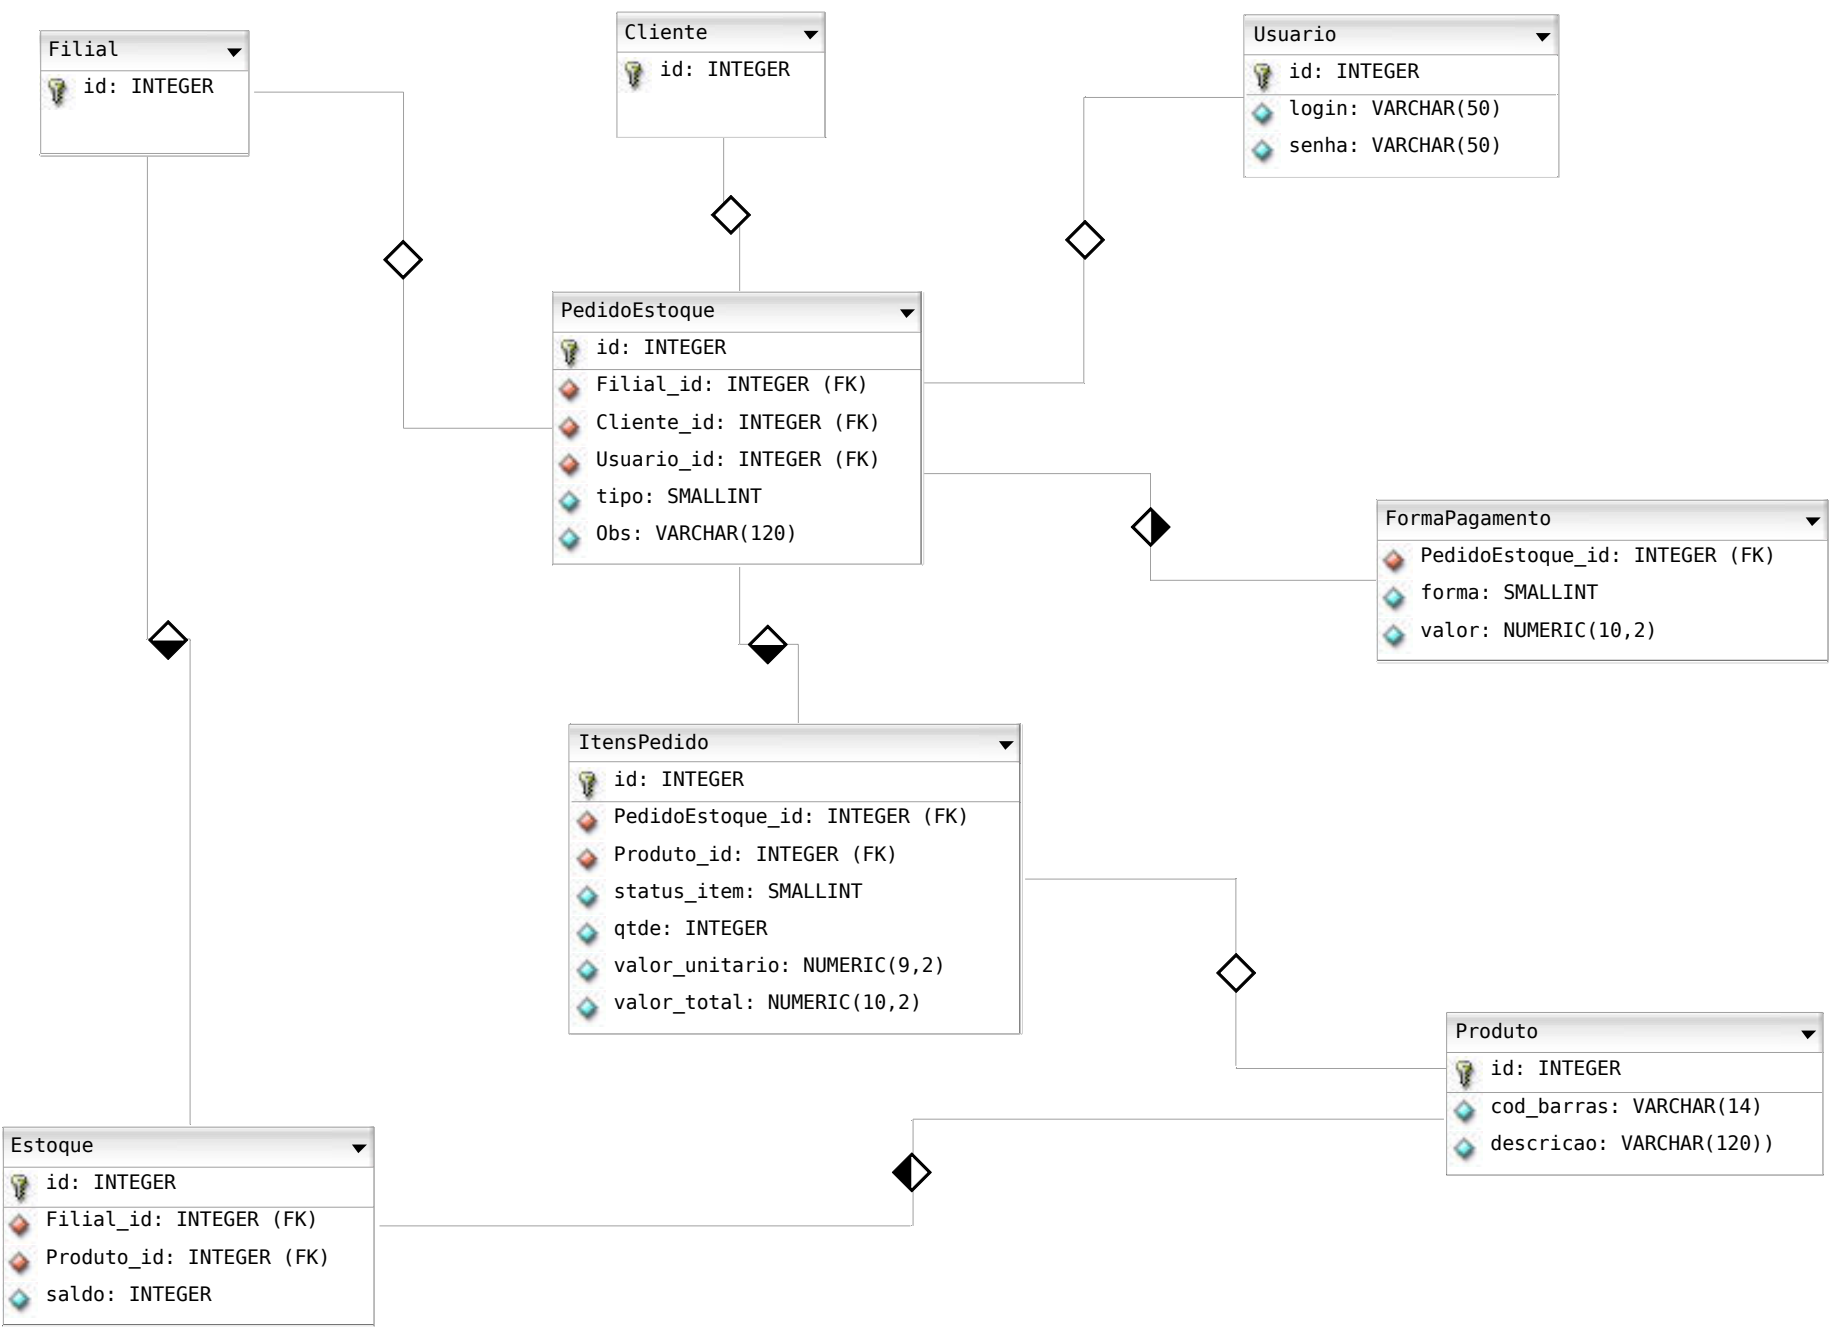 Filial
id: INTEGER
Cliente
id: INTEGER
Usuario
id: INTEGER
login: VARCHAR(50)
senha: VARCHAR(50)
PedidoEstoque
id: INTEGER
Filial_id: INTEGER (FK)
Cliente_id: INTEGER (FK)
Usuario_id: INTEGER (FK)
tipo: SMALLINT
Obs: VARCHAR(120)
FormaPagamento
PedidoEstoque_id: INTEGER (FK)
forma: SMALLINT
valor: NUMERIC(10,2)
ItensPedido
id: INTEGER
PedidoEstoque_id: INTEGER (FK)
Produto_id: INTEGER (FK)
status_item: SMALLINT
qtde: INTEGER
valor_unitario: NUMERIC(9,2)
valor_total: NUMERIC(10,2)
Produto
id: INTEGER
cod_barras: VARCHAR(14)
descricao: VARCHAR(120))
Estoque
id: INTEGER
Filial_id: INTEGER (FK)
Produto_id: INTEGER (FK)
saldo: INTEGER